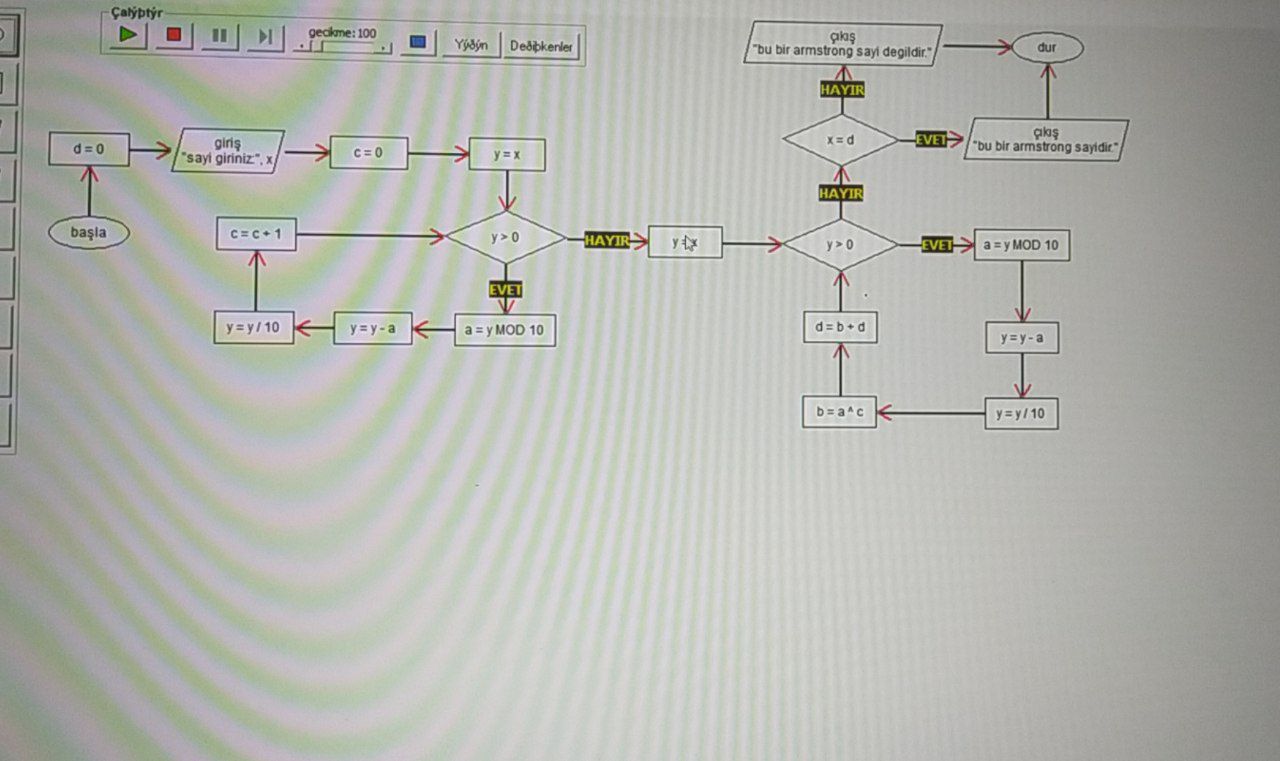 Çalýþtýr
gecikme: 100
Yýðýn
Deðiþkenler
başla
d = 0
giriş
"sayi giriniz:", x
c = 0
y = x
y > 0
EVET
a = y MOD 10
y = y - a
y = y / 10
c = c + 1
HAYIR
y = x
y > 0
EVET
a = y MOD 10
y = y - a
y = y / 10
b = a ^ c
d = b + d
HAYIR
x = d
EVET
çıkış
"bu bir armstrong sayidir."
HAYIR
çıkış
"bu bir armstrong sayi degildir."
dur